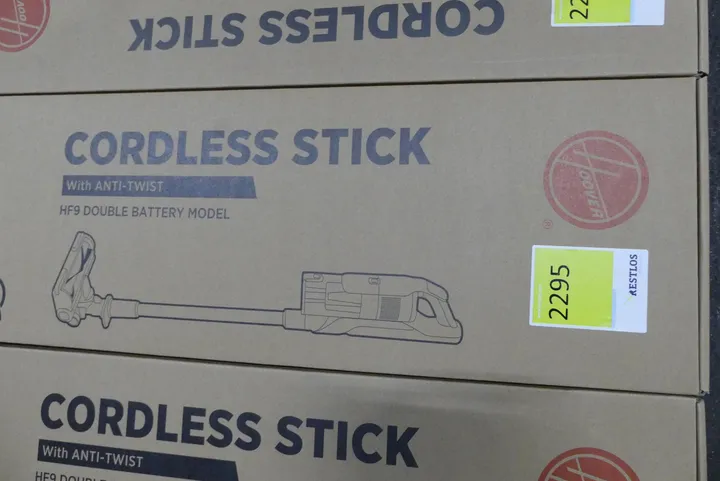 HOOVER
CORDLESS STICK
CORDLESS STICK
With ANTI-TWIST
HF9 DOUBLE BATTERY MODEL
HOOVER
®
2295
RESTLOS
CORDLESS STICK
With ANTI-TWIST